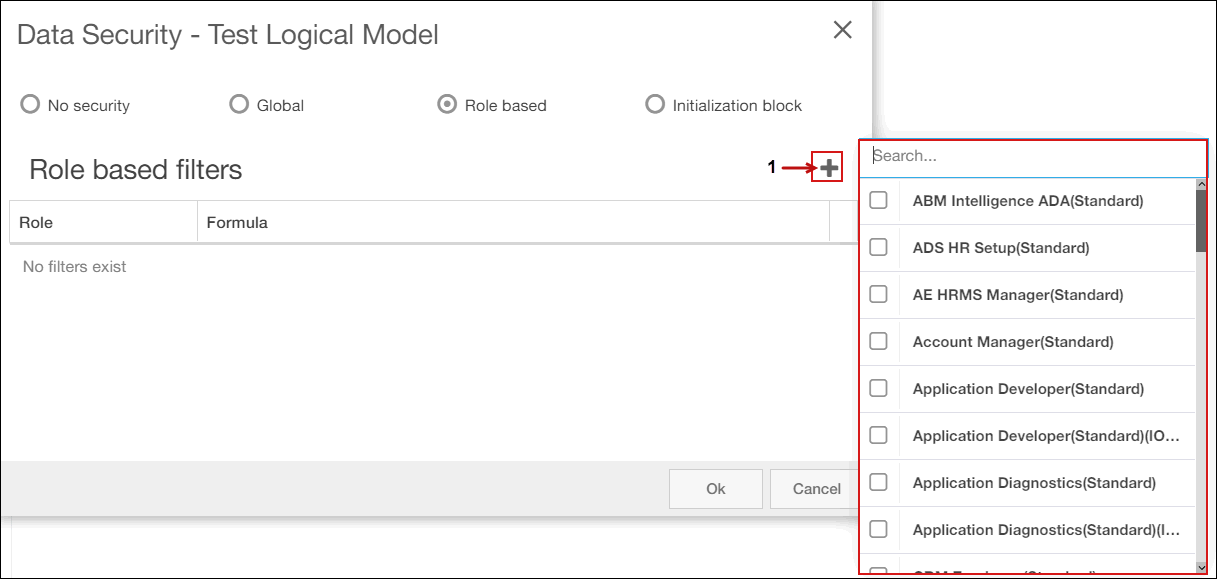 Data Security - Test Logical Model
No security
Global
Role based
Initialization block
Role based filters
1
Role
Formula
No filters exist
Ok
Cancel
Search...
ABM Intelligence ADA(Standard)
ADS HR Setup(Standard)
AE HRMS Manager(Standard)
Account Manager(Standard)
Application Developer(Standard)
Application Developer(Standard)(IO...
Application Diagnostics(Standard)
Application Diagnostics(Standard)(I...